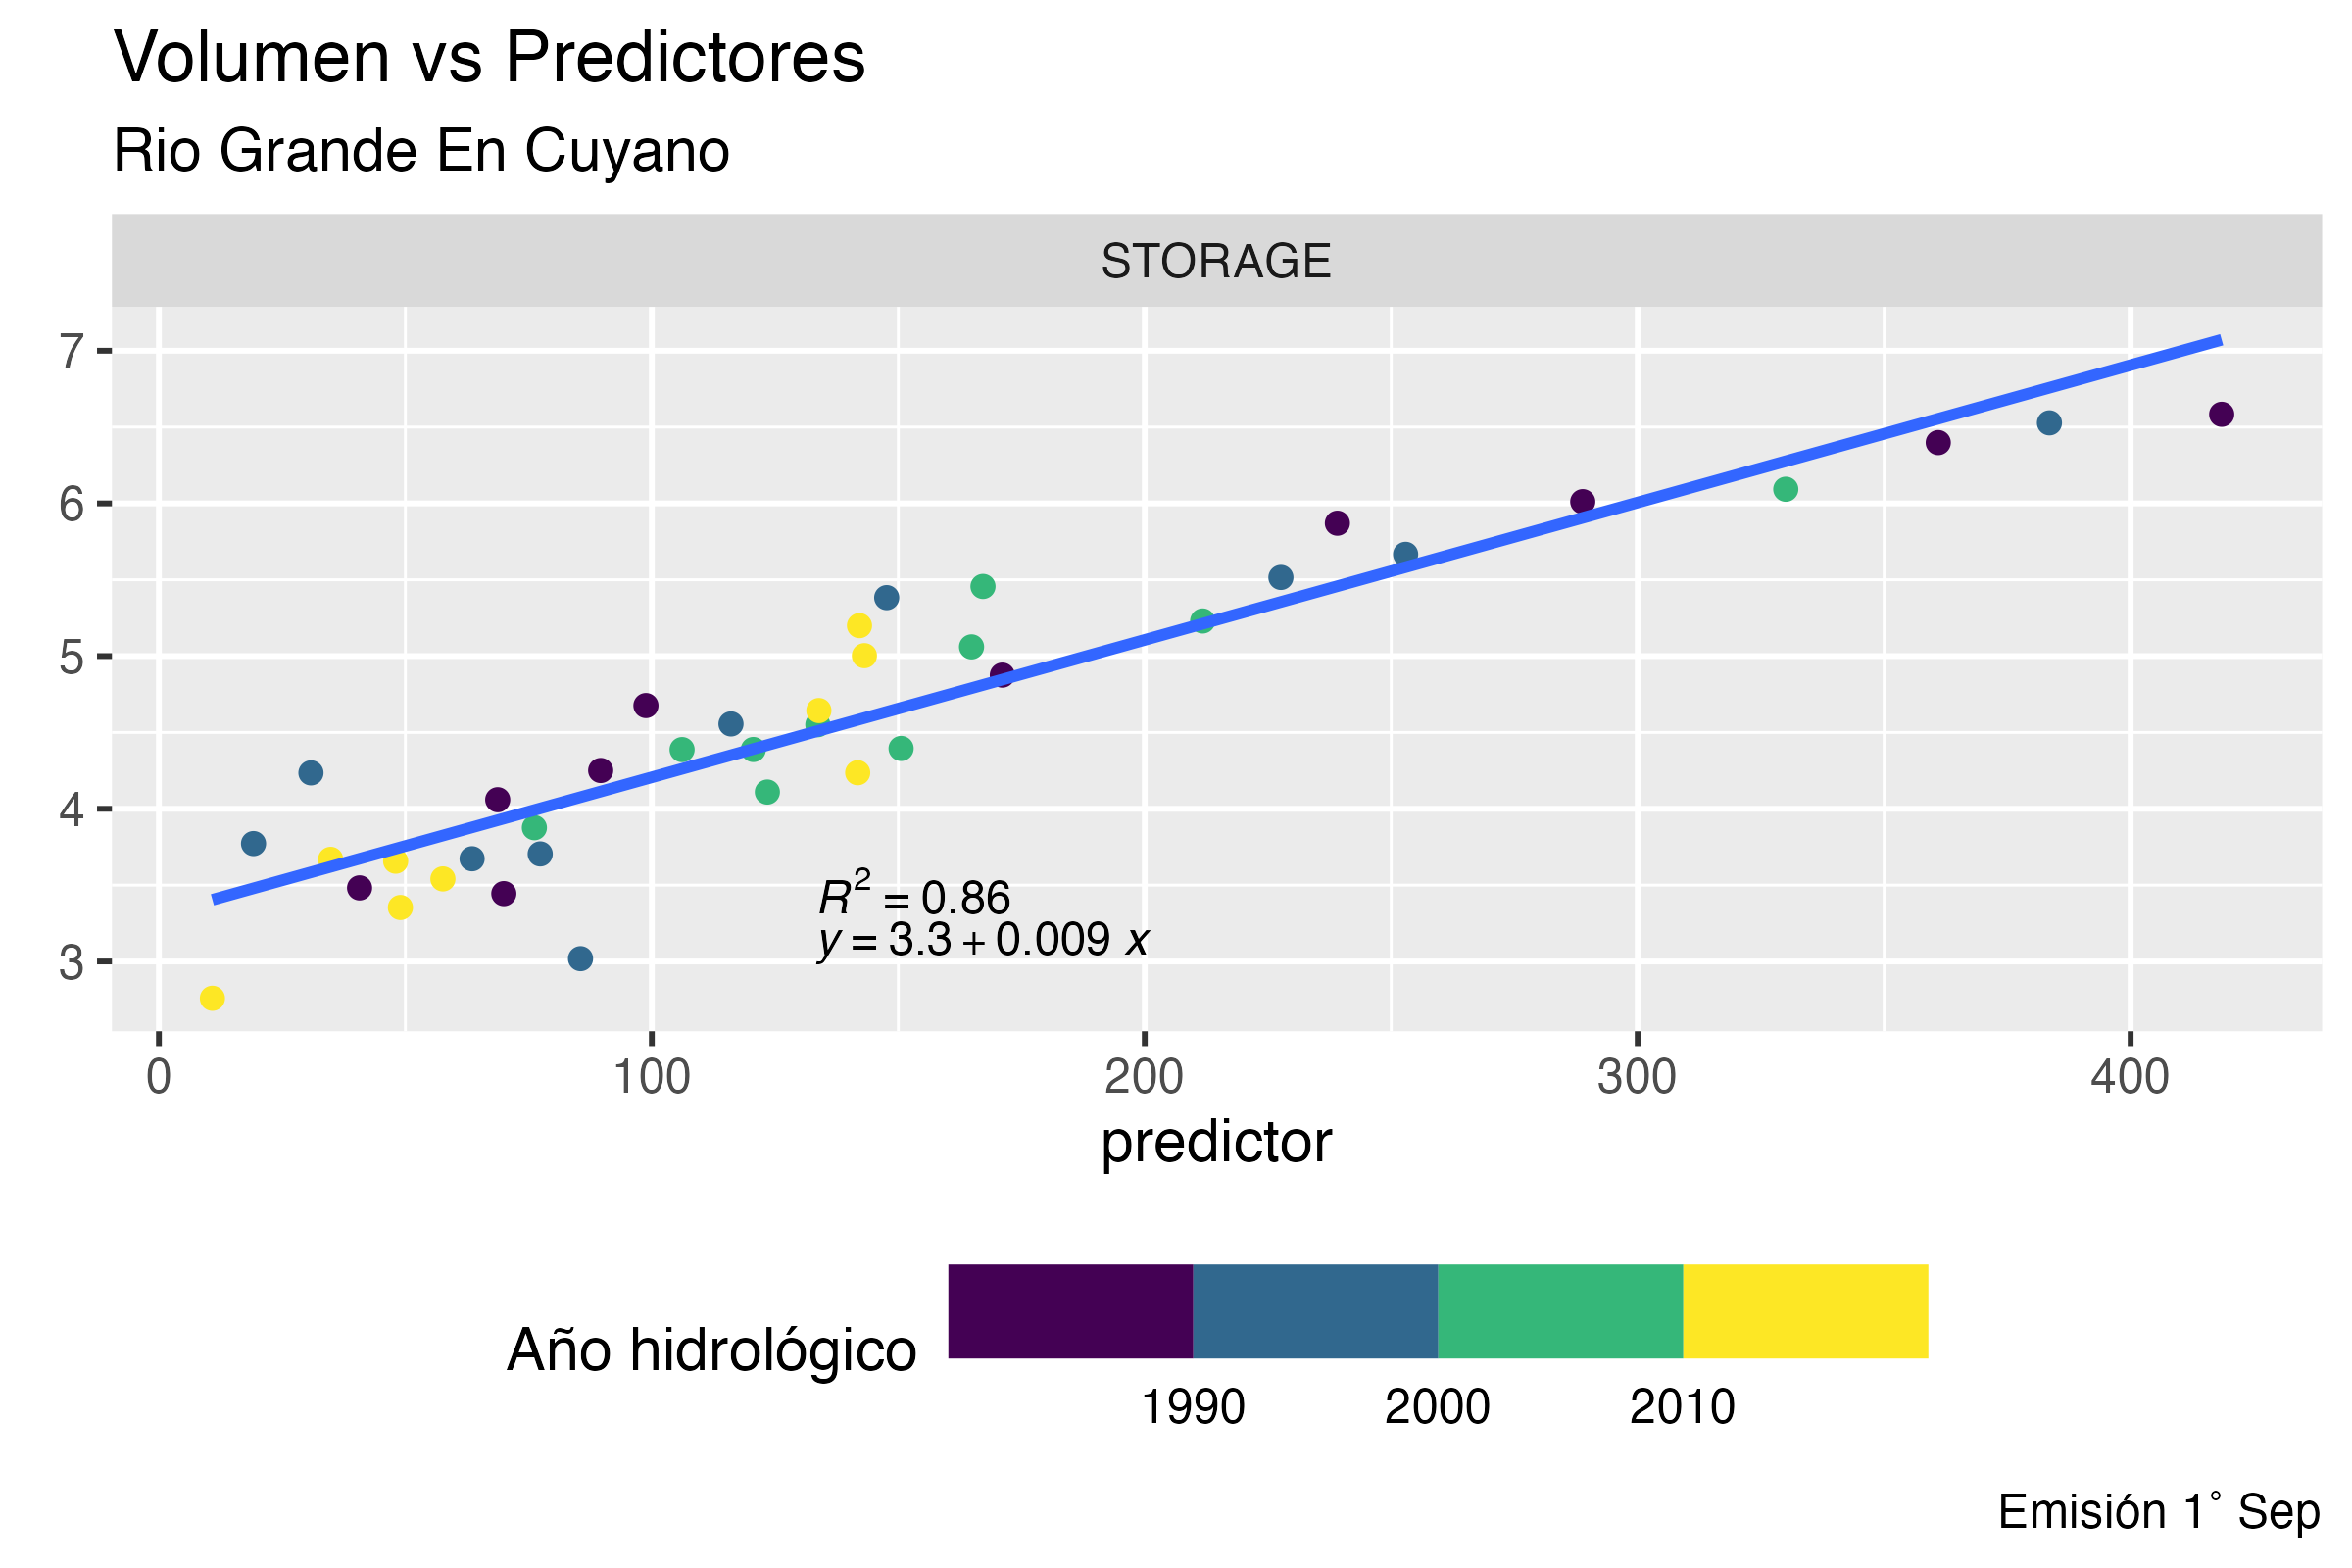 Volumen vs Predictores
Rio Grande En Cuyano
STORAGE
7
6
5
4
3
R² = 0.86
y = 3.3 + 0.009 x
0 100 200 300 400
predictor
Año hidrológico
1990 2000 2010
Emisión 1° Sep